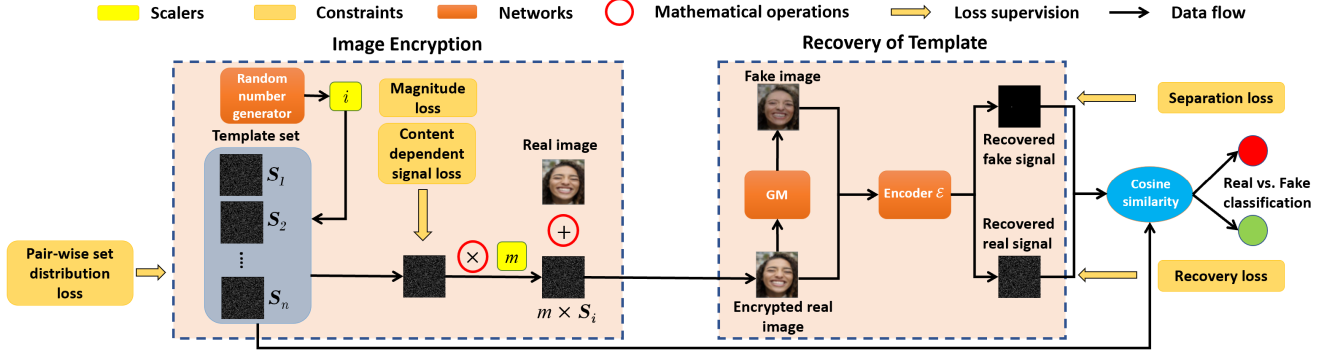 Scalers
Constraints
Networks
Mathematical operations
Loss supervision
Data flow
Image Encryption
Recovery of Template
Random
number
generator
i
Magnitude
loss
Content
dependent
signal loss
Template set
S1
S2
Sn
Real image
+
×
m
m × Si
Pair-wise set
distribution
loss
Fake image
GM
Encrypted real
image
Encoder ℰ
Recovered
fake signal
Recovered
real signal
Separation loss
Cosine
similarity
Real vs. Fake
classification
Recovery loss